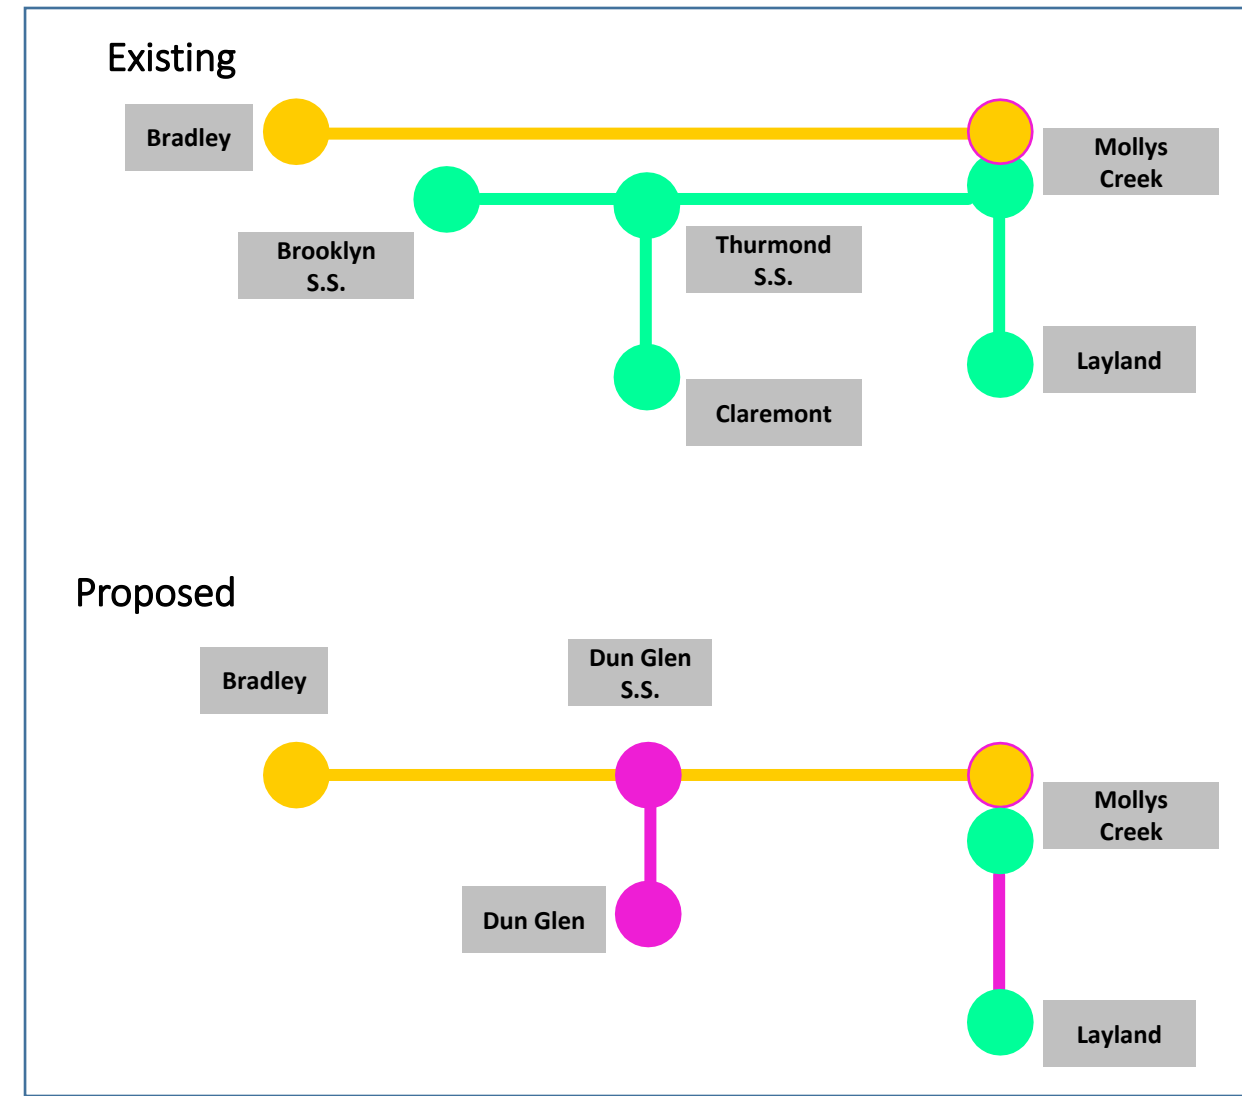 Existing
Bradley
Mollys
Creek
Brooklyn
S.S.
Thurmond
S.S.
Layland
Claremont
Proposed
Dun Glen
S.S.
Bradley
Mollys
Creek
Dun Glen
Layland